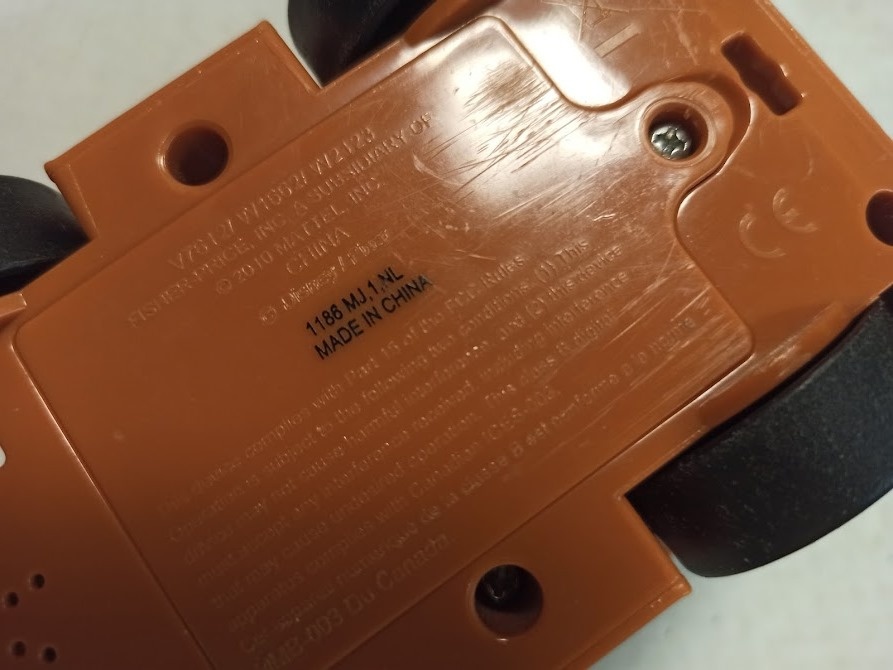 V7612/ W1692/ W2123
FISHER-PRICE, INC., A SUBSIDIARY OF
© 2010 MATTEL, INC.
CHINA
© Disney/Pixar
1186 MJ,1,NL
MADE IN CHINA
This device complies with Part 15 of the FCC Rules
Operation is subject to the following two conditions: (1) This
device may not cause harmful interference, and (2) this device
must accept any interference received, including interference
that may cause undesired operation. This class B digital
apparatus complies with Canadian ICES-003.
Cet appareil numérique de la classe B est conforme à la norme
NMB-003 Du Canada
CE